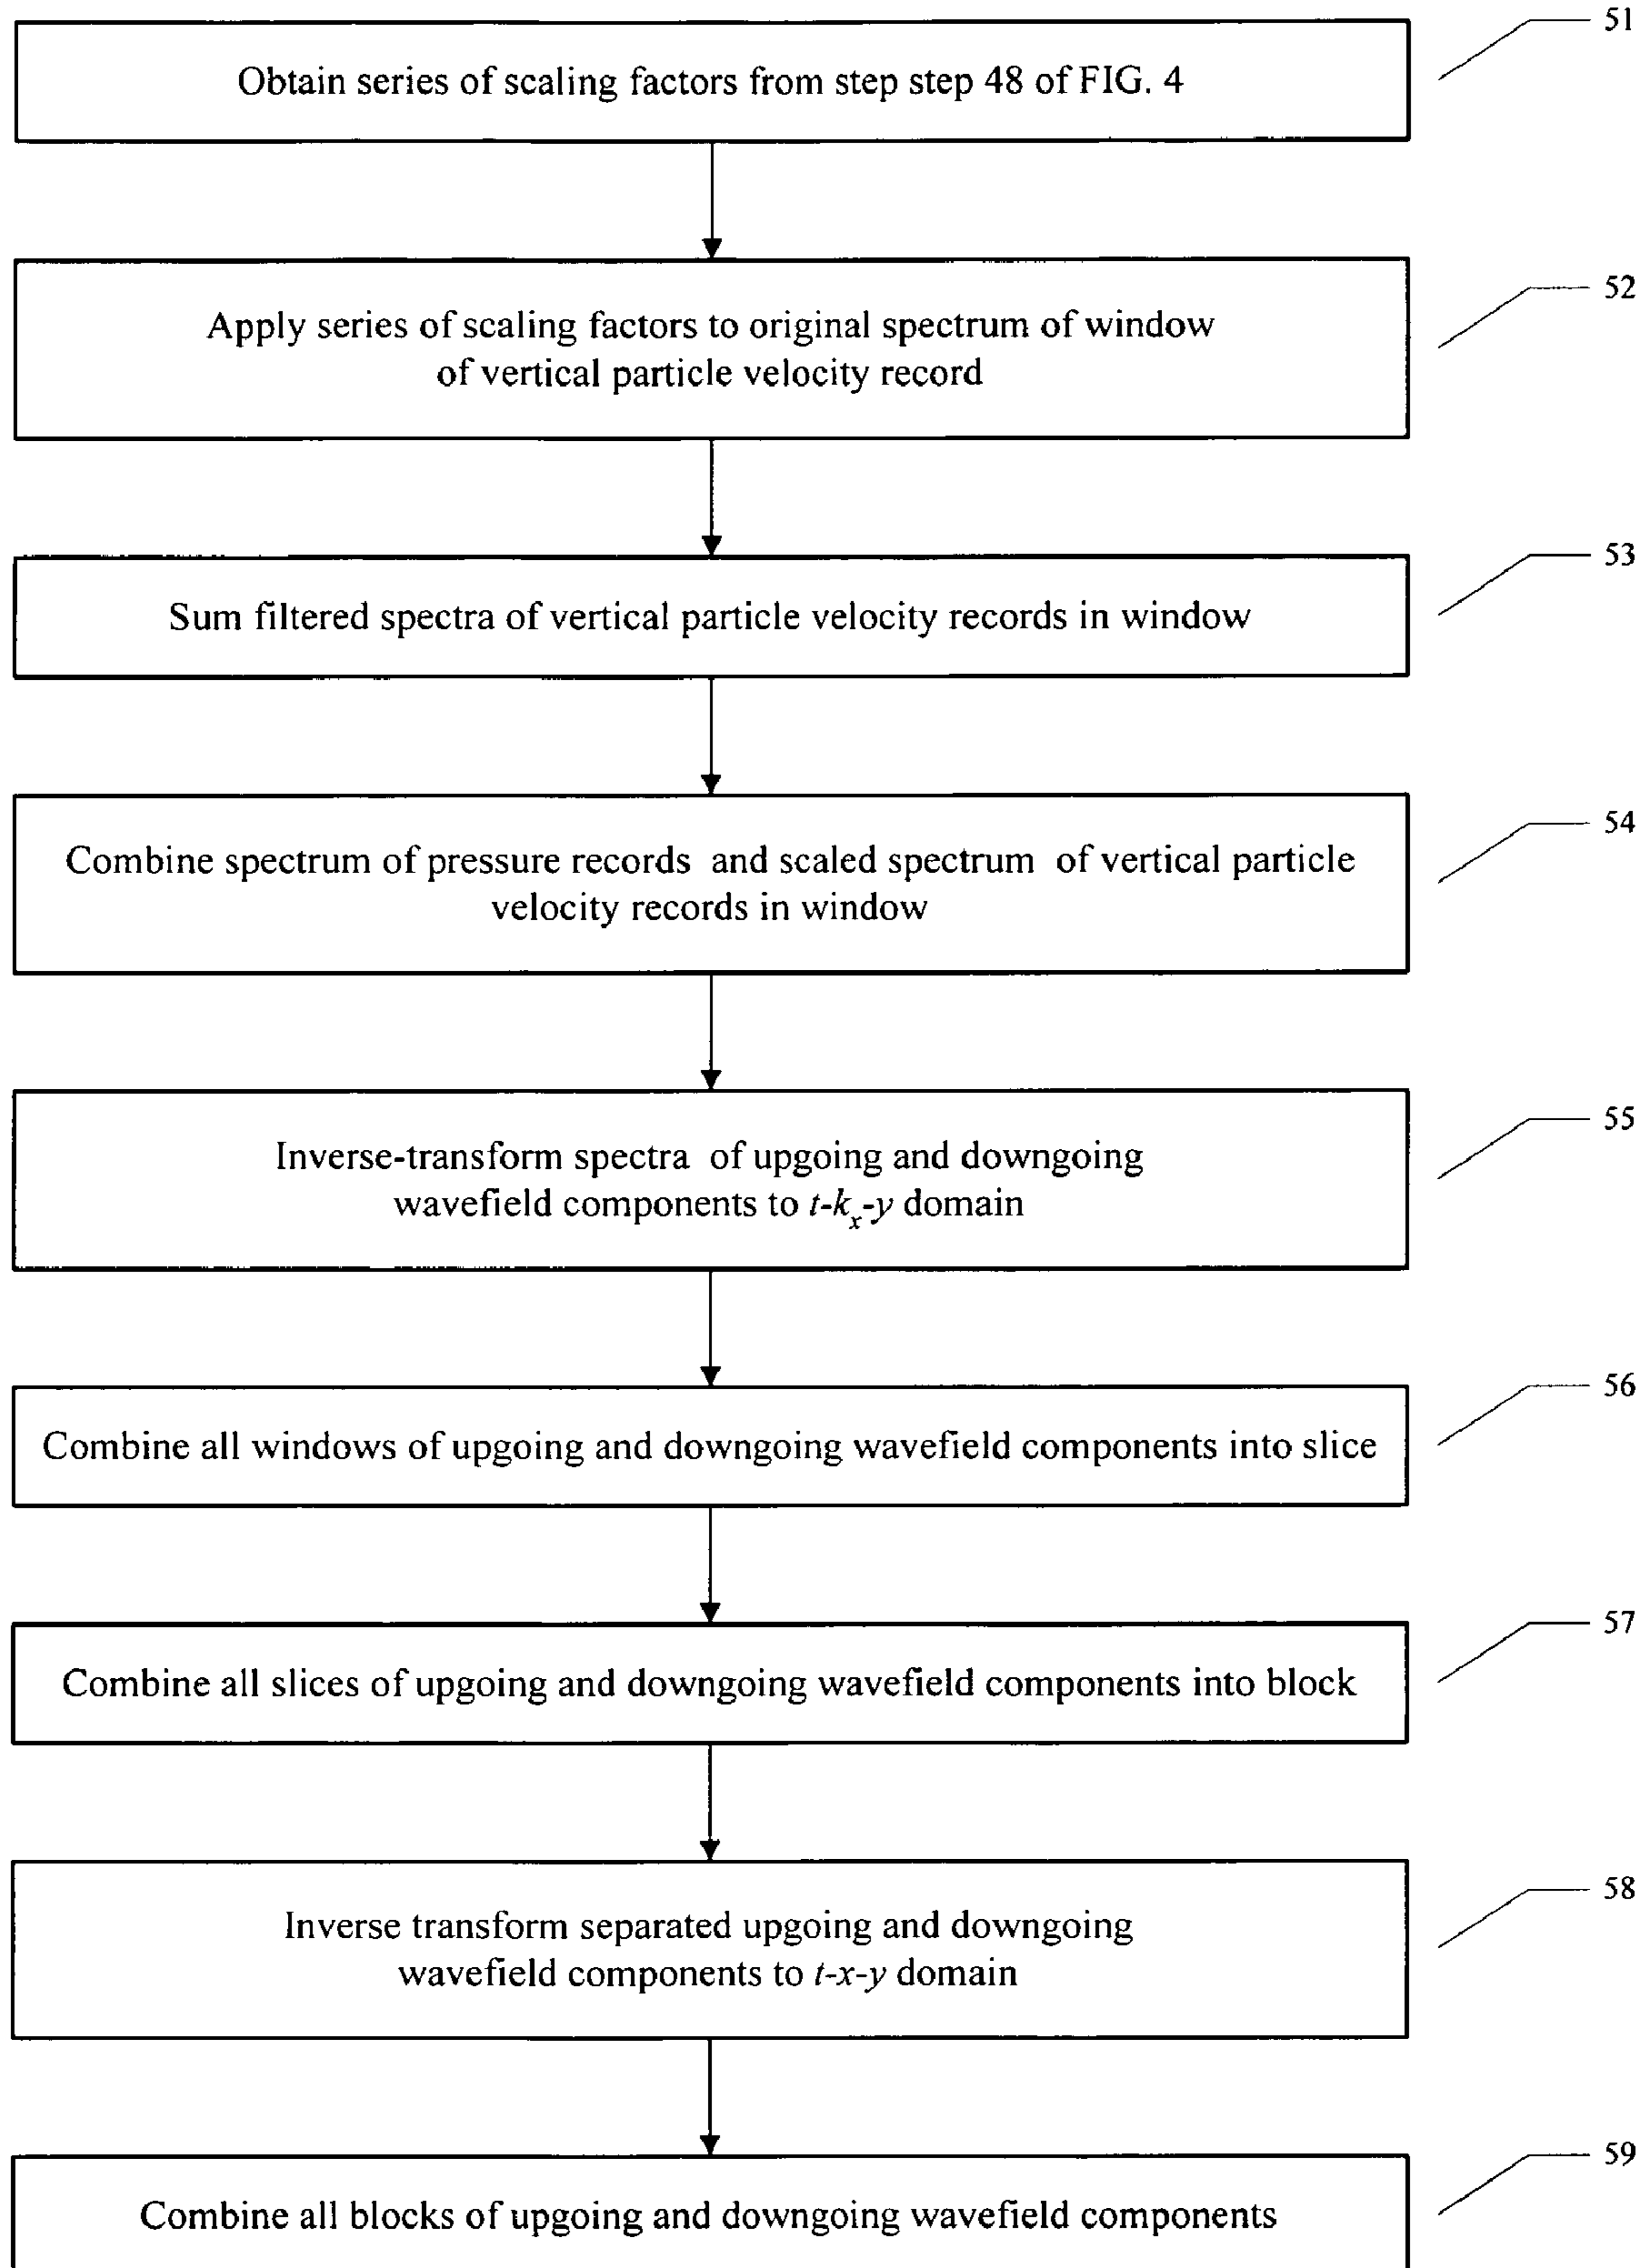 51
Obtain series of scaling factors from step step 48 of FIG. 4
52
Apply series of scaling factors to original spectrum of window
of vertical particle velocity record
53
Sum filtered spectra of vertical particle velocity records in window
54
Combine spectrum of pressure records and scaled spectrum of vertical particle
velocity records in window
55
Inverse-transform spectra of upgoing and downgoing
wavefield components to t-kx-y domain
56
Combine all windows of upgoing and downgoing wavefield components into slice
57
Combine all slices of upgoing and downgoing wavefield components into block
58
Inverse transform separated upgoing and downgoing
wavefield components to t-x-y domain
59
Combine all blocks of upgoing and downgoing wavefield components